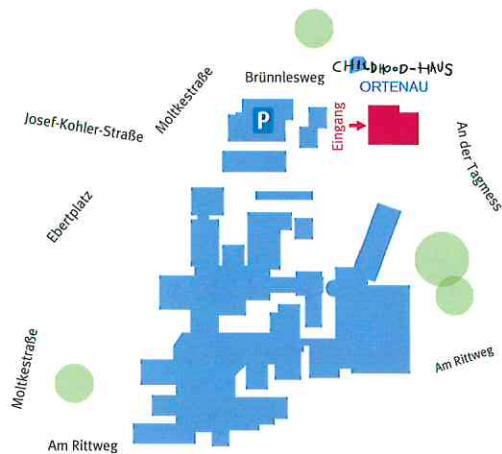 CHILDHOOD-HAUS
ORTENAU
Brünnlesweg
Moltkestraße
Josef-Kohler-Straße
P
Eingang
An der Tagmess
Ebertplatz
Moltkestraße
Am Rittweg
Am Rittweg